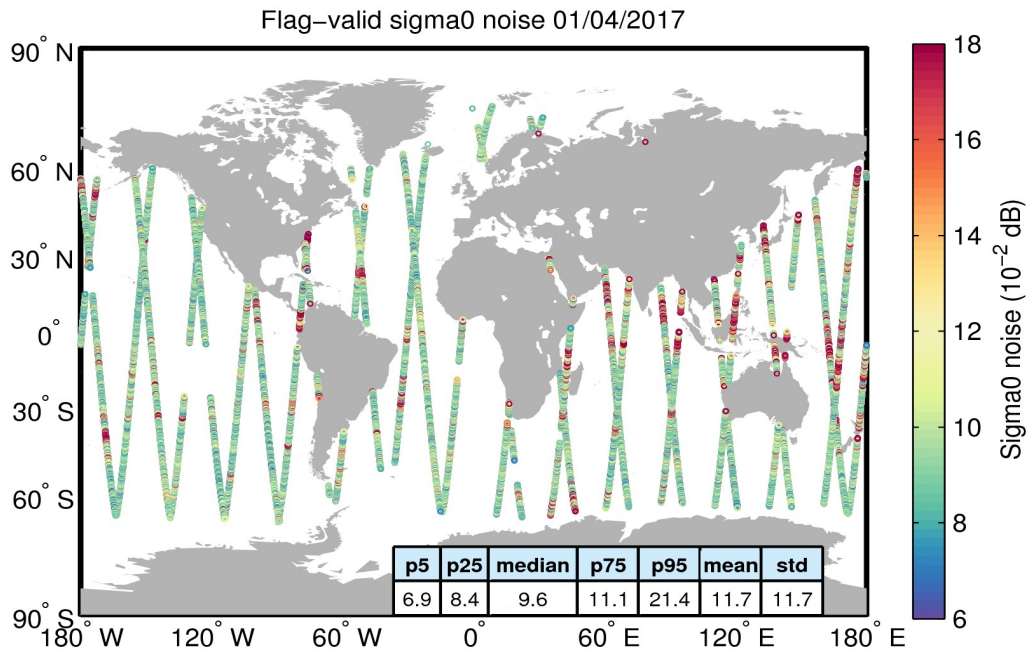 Flag−valid sigma0 noise 01/04/2017
90° N
60° N
30° N
0°
30° S
60° S
90° S
180° W 120° W 60° W 0° 60° E 120° E 180° E
p5 p25 median p75 p95 mean std
6.9 8.4 9.6 11.1 21.4 11.7 11.7
18
16
14
12
10
8
6
Sigma0 noise (10⁻² dB)